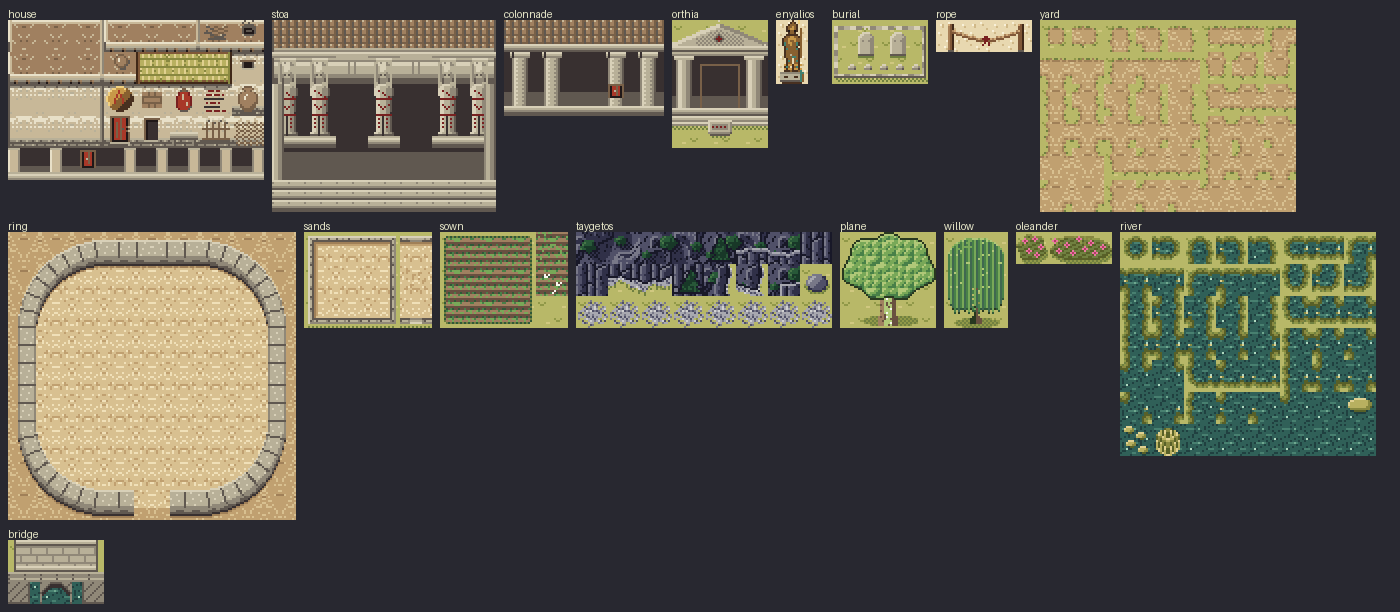 house stoa colonnade orthia enyalios burial rope yard
ring sands sown taygetos plane willow oleander river
bridge